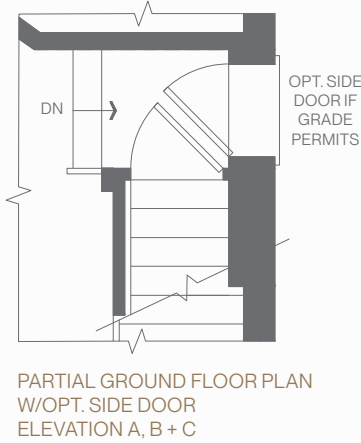 DN
OPT. SIDE
DOOR IF
GRADE
PERMITS
PARTIAL GROUND FLOOR PLAN
W/OPT. SIDE DOOR
ELEVATION A, B + C